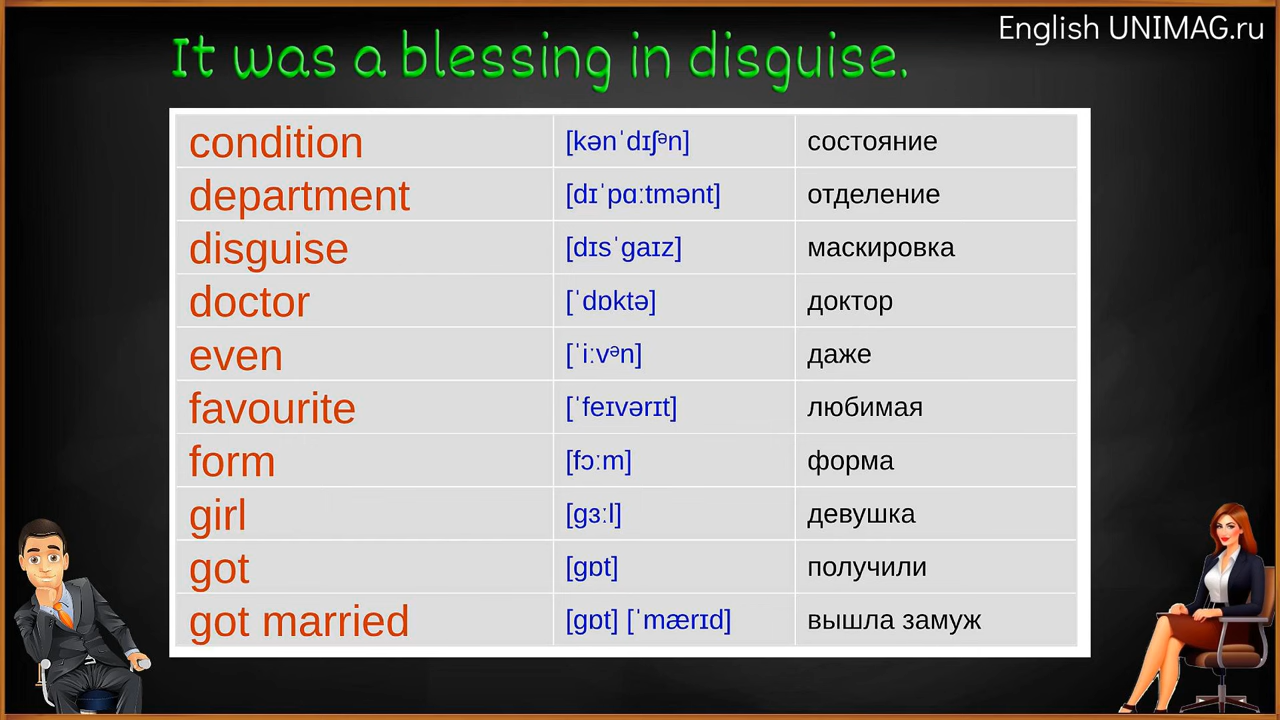 English UNIMAG.ru
It was a blessing in disguise.
condition [kənˈdɪʃᵊn] состояние
department [dɪˈpɑːtmənt] отделение
disguise [dɪsˈgaɪz] маскировка
doctor [ˈdɒktə] доктор
even [ˈiːvᵊn] даже
favourite [ˈfeɪvərɪt] любимая
form [fɔːm] форма
girl [gɜːl] девушка
got [gɒt] получили
got married [gɒt] [ˈmærɪd] вышла замуж